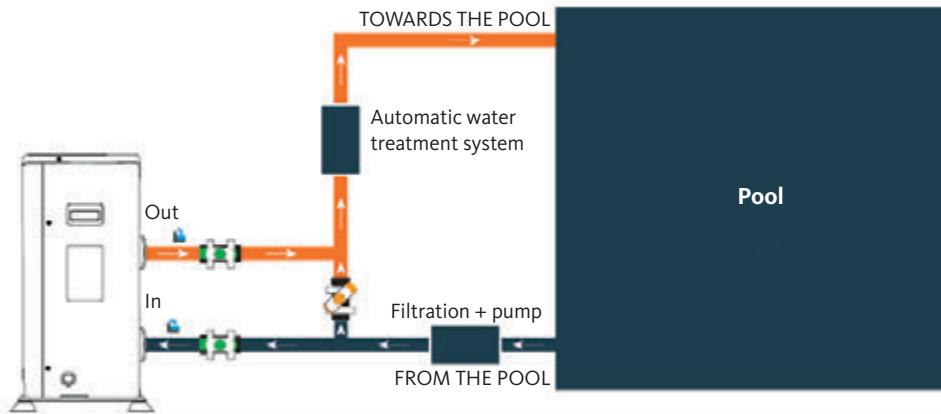 TOWARDS THE POOL
Automatic water
treatment system
Pool
Out
In
Filtration + pump
FROM THE POOL